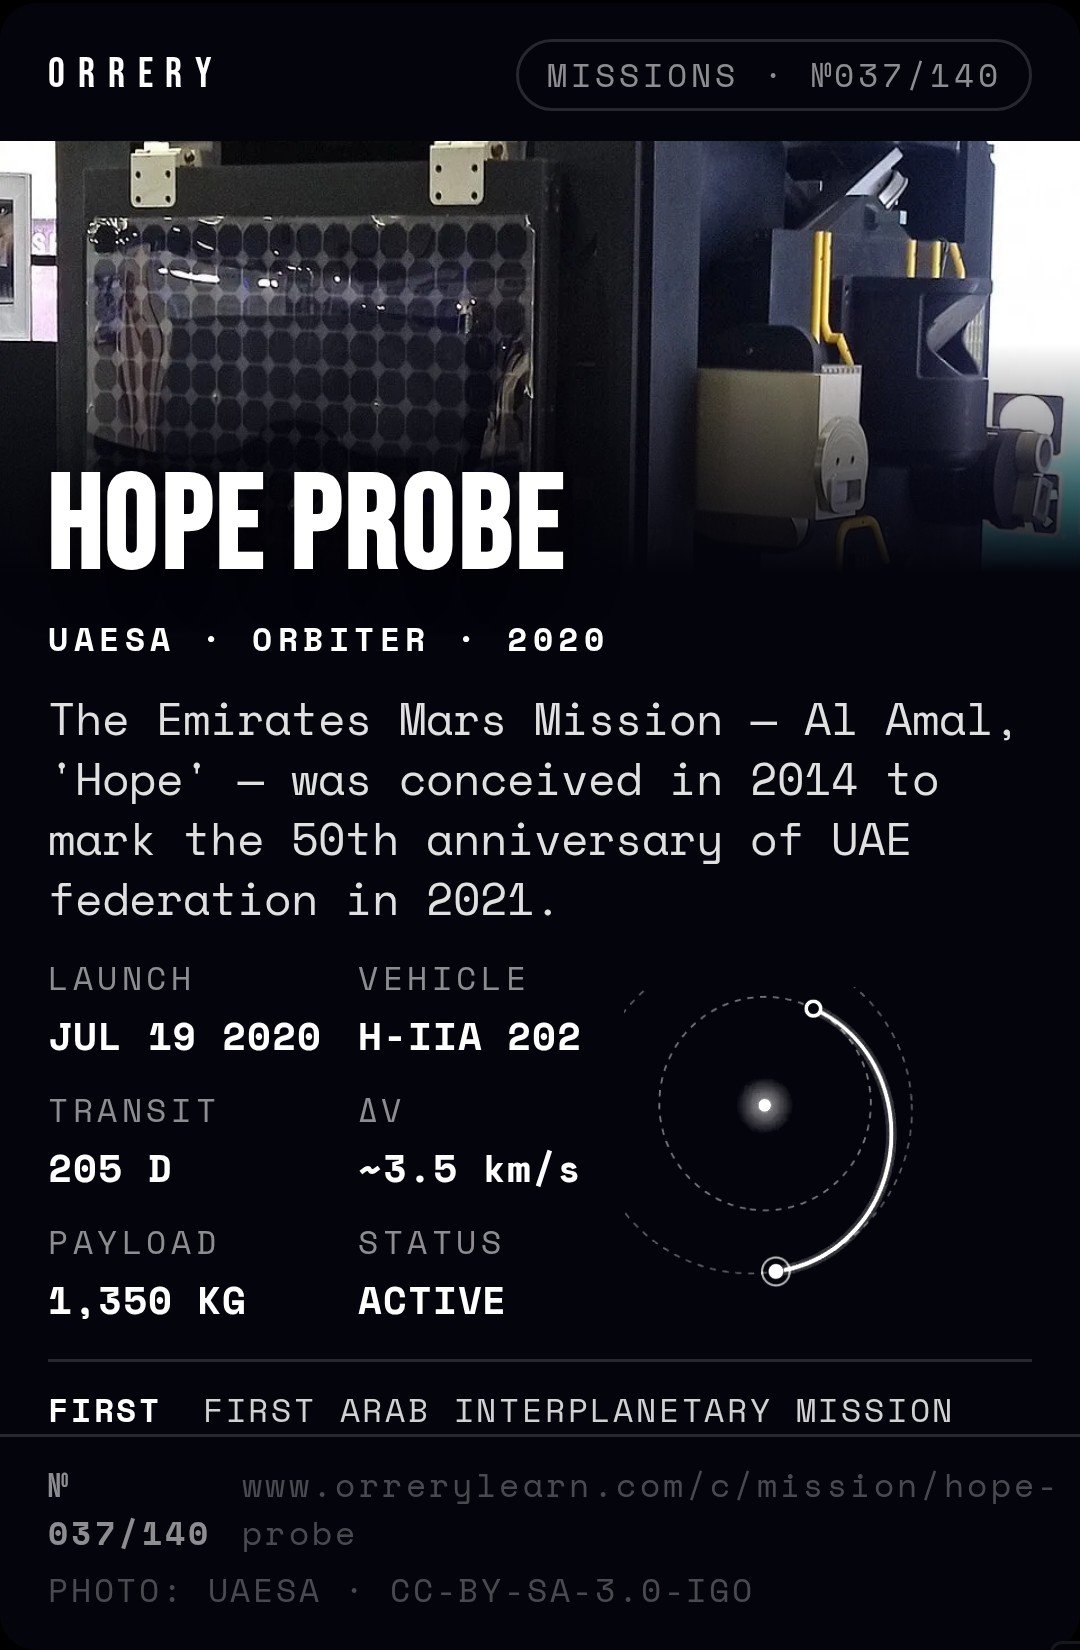 ORRERY
MISSIONS · №037/140
HOPE PROBE
UAESA · ORBITER · 2020
The Emirates Mars Mission — Al Amal,
'Hope' — was conceived in 2014 to
mark the 50th anniversary of UAE
federation in 2021.
LAUNCH VEHICLE
JUL 19 2020 H-IIA 202
TRANSIT ΔV
205 D ~3.5 km/s
PAYLOAD STATUS
1,350 KG ACTIVE
FIRST FIRST ARAB INTERPLANETARY MISSION
№ www.orrerylearn.com/c/mission/hope-
037/140 probe
PHOTO: UAESA · CC-BY-SA-3.0-IGO